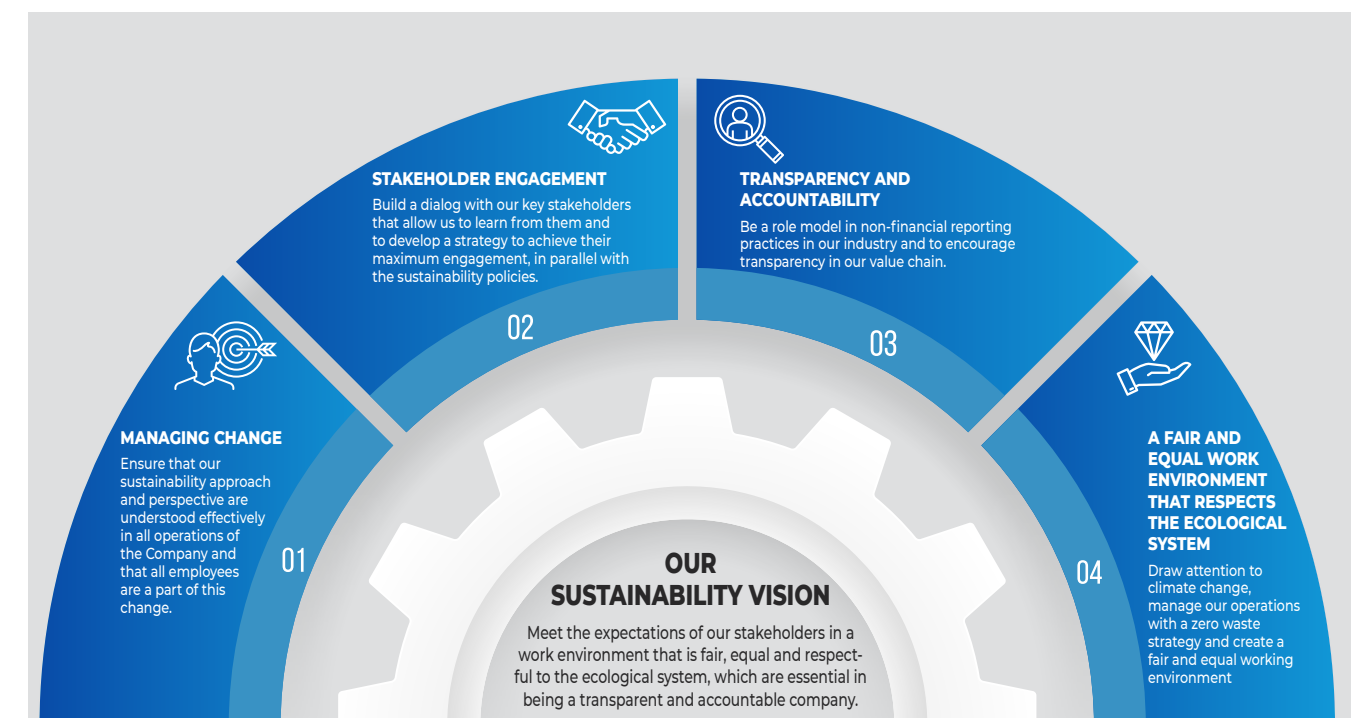 STAKEHOLDER ENGAGEMENT
Build a dialog with our key stakeholders
that allow us to learn from them and
to develop a strategy to achieve their
maximum engagement, in parallel with
the sustainability policies.
02
TRANSPARENCY AND
ACCOUNTABILITY
Be a role model in non-financial reporting
practices in our industry and to encourage
transparency in our value chain.
03
MANAGING CHANGE
Ensure that our
sustainability approach
and perspective are
understood effectively
in all operations of
the Company and
that all employees
are a part of this
change.
01
A FAIR AND
EQUAL WORK
ENVIRONMENT
THAT RESPECTS
THE ECOLOGICAL
SYSTEM
Draw attention to
climate change,
manage our operations
with a zero waste
strategy and create a
fair and equal working
environment
04
OUR
SUSTAINABILITY VISION
Meet the expectations of our stakeholders in a
work environment that is fair, equal and respect-
ful to the ecological system, which are essential in
being a transparent and accountable company.